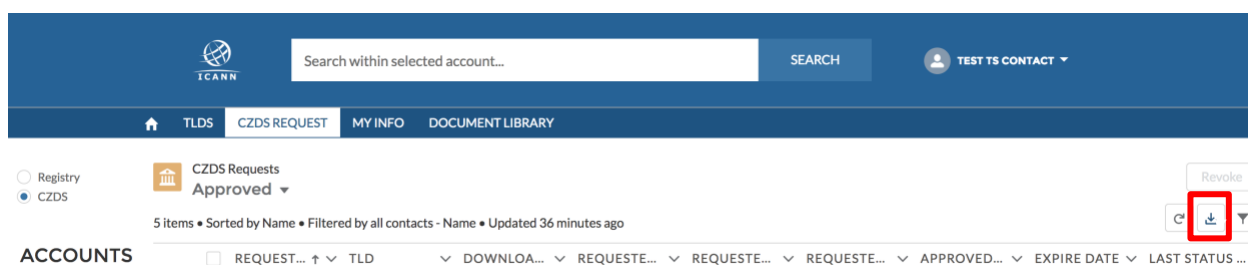 ICANN
Search within selected account...
SEARCH
TEST TS CONTACT
TLDS CZDS REQUEST MY INFO DOCUMENT LIBRARY
Registry
CZDS
CZDS Requests
Approved
Revoke
5 items • Sorted by Name • Filtered by all contacts - Name • Updated 36 minutes ago
ACCOUNTS
REQUEST... TLD DOWNLOA... REQUESTE... REQUESTE... REQUESTE... APPROVED... EXPIRE DATE LAST STATUS ...